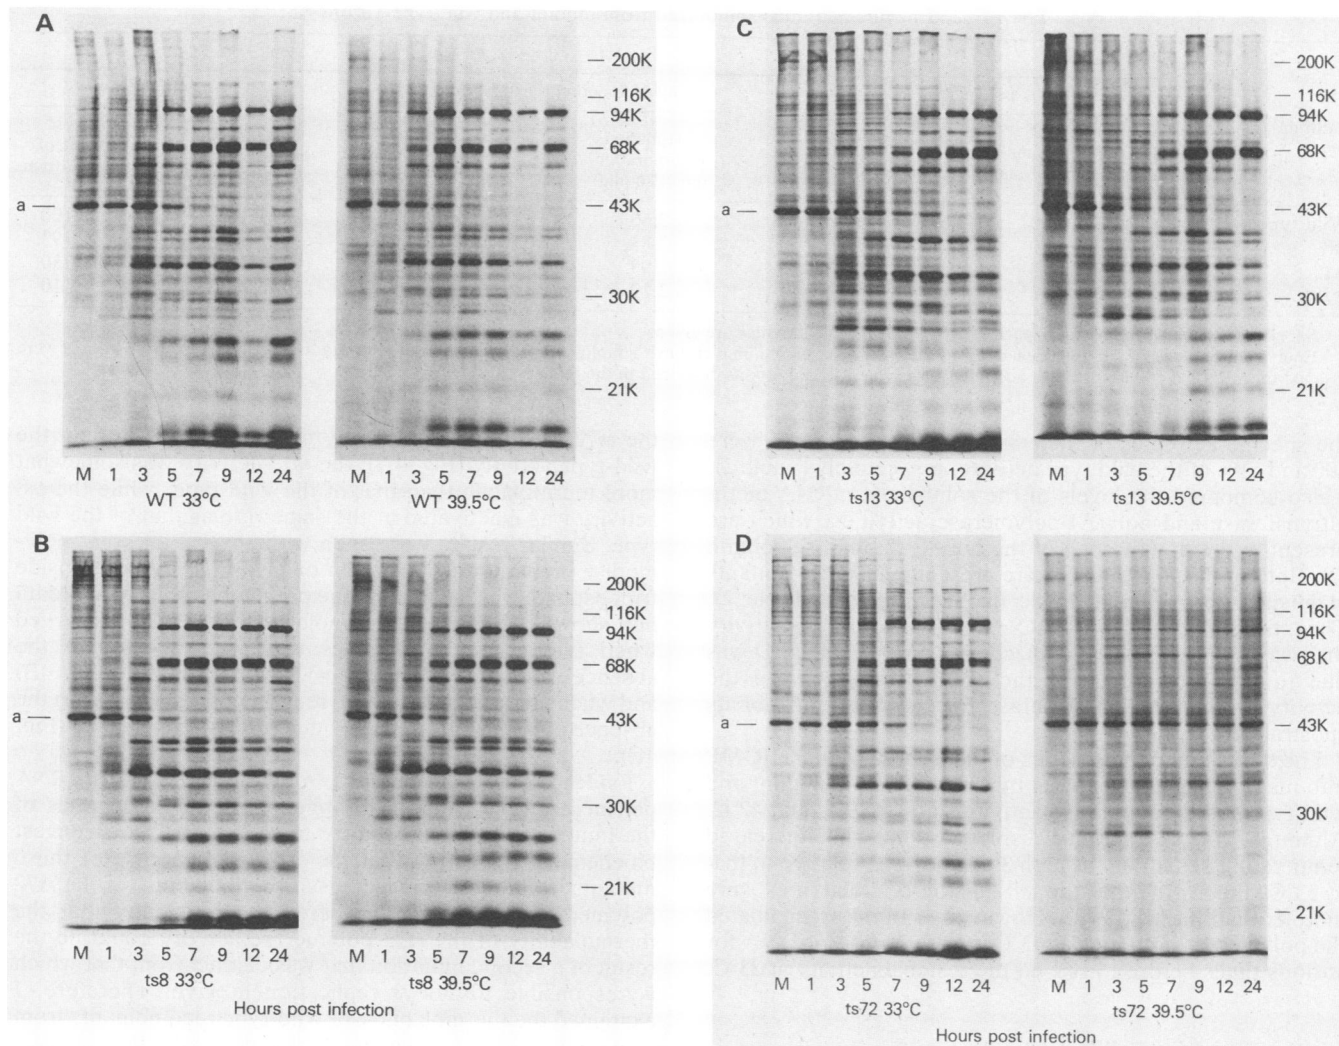 A
200K
116K
94K
68K
a
43K
30K
21K
M 1 3 5 7 9 12 24
WT 33°C
M 1 3 5 7 9 12 24
WT 39.5°C
B
200K
116K
94K
68K
a
43K
30K
21K
M 1 3 5 7 9 12 24
ts8 33°C
M 1 3 5 7 9 12 24
ts8 39.5°C
Hours post infection
C
200K
116K
94K
68K
a
43K
30K
21K
M 1 3 5 7 9 12 24
ts13 33°C
M 1 3 5 7 9 12 24
ts13 39.5°C
D
200K
116K
94K
68K
a
43K
30K
21K
M 1 3 5 7 9 12 24
ts72 33°C
M 1 3 5 7 9 12 24
ts72 39.5°C
Hours post infection